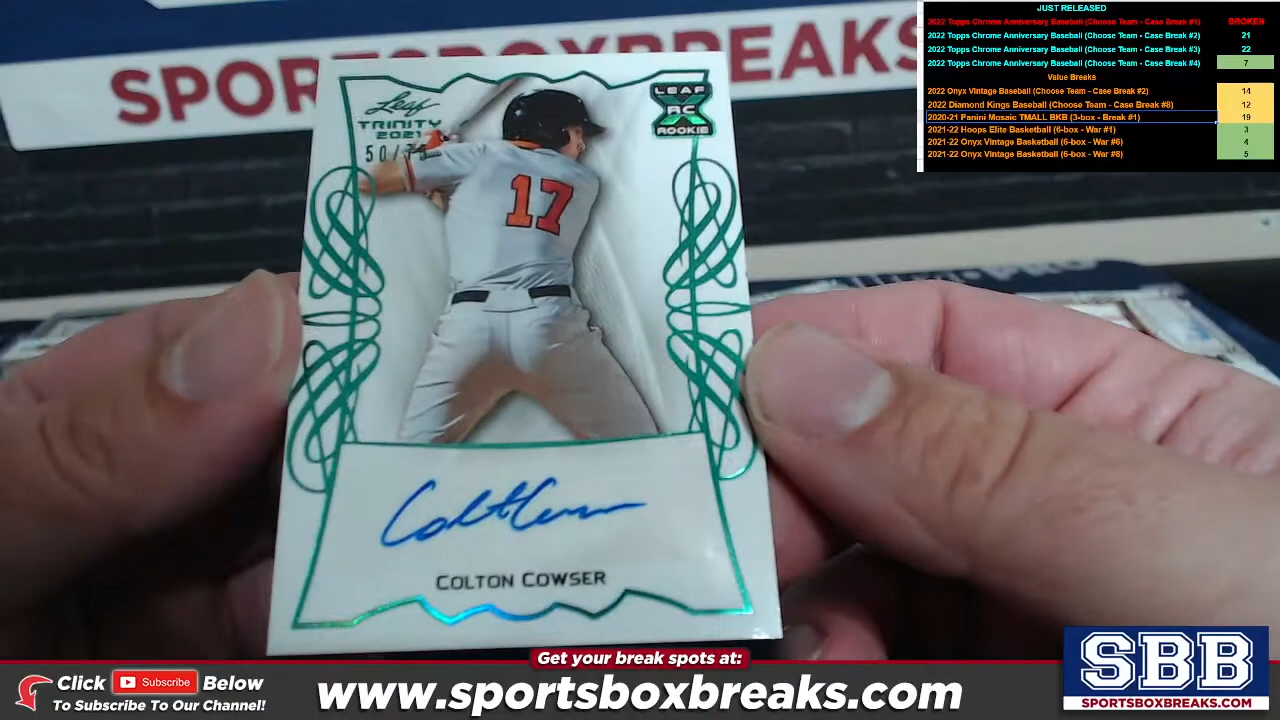 SPORTSBOXBREAKS
JUST RELEASED
2022 Topps Chrome Anniversary Baseball (Choose Team - Case Break #1) BROKEN
2022 Topps Chrome Anniversary Baseball (Choose Team - Case Break #2) 21
2022 Topps Chrome Anniversary Baseball (Choose Team - Case Break #3) 22
2022 Topps Chrome Anniversary Baseball (Choose Team - Case Break #4) 7
Value Breaks
2022 Onyx Vintage Baseball (Choose Team - Case Break #2) 14
2022 Diamond Kings Baseball (Choose Team - Case Break #8) 12
2020-21 Panini Mosaic TMALL BKB (3-box - Break #1) 19
2021-22 Hoops Elite Basketball (6-box - War #1) 3
2021-22 Onyx Vintage Basketball (6-box - War #6) 4
2021-22 Onyx Vintage Basketball (6-box - War #8) 5
Leaf
TRINITY
2021
50/75
LEAF
RC
ROOKIE
17
COLTON COWSER
Get your break spots at:
Click Subscribe Below
To Subscribe To Our Channel!
www.sportsboxbreaks.com
SBB
SPORTSBOXBREAKS.COM